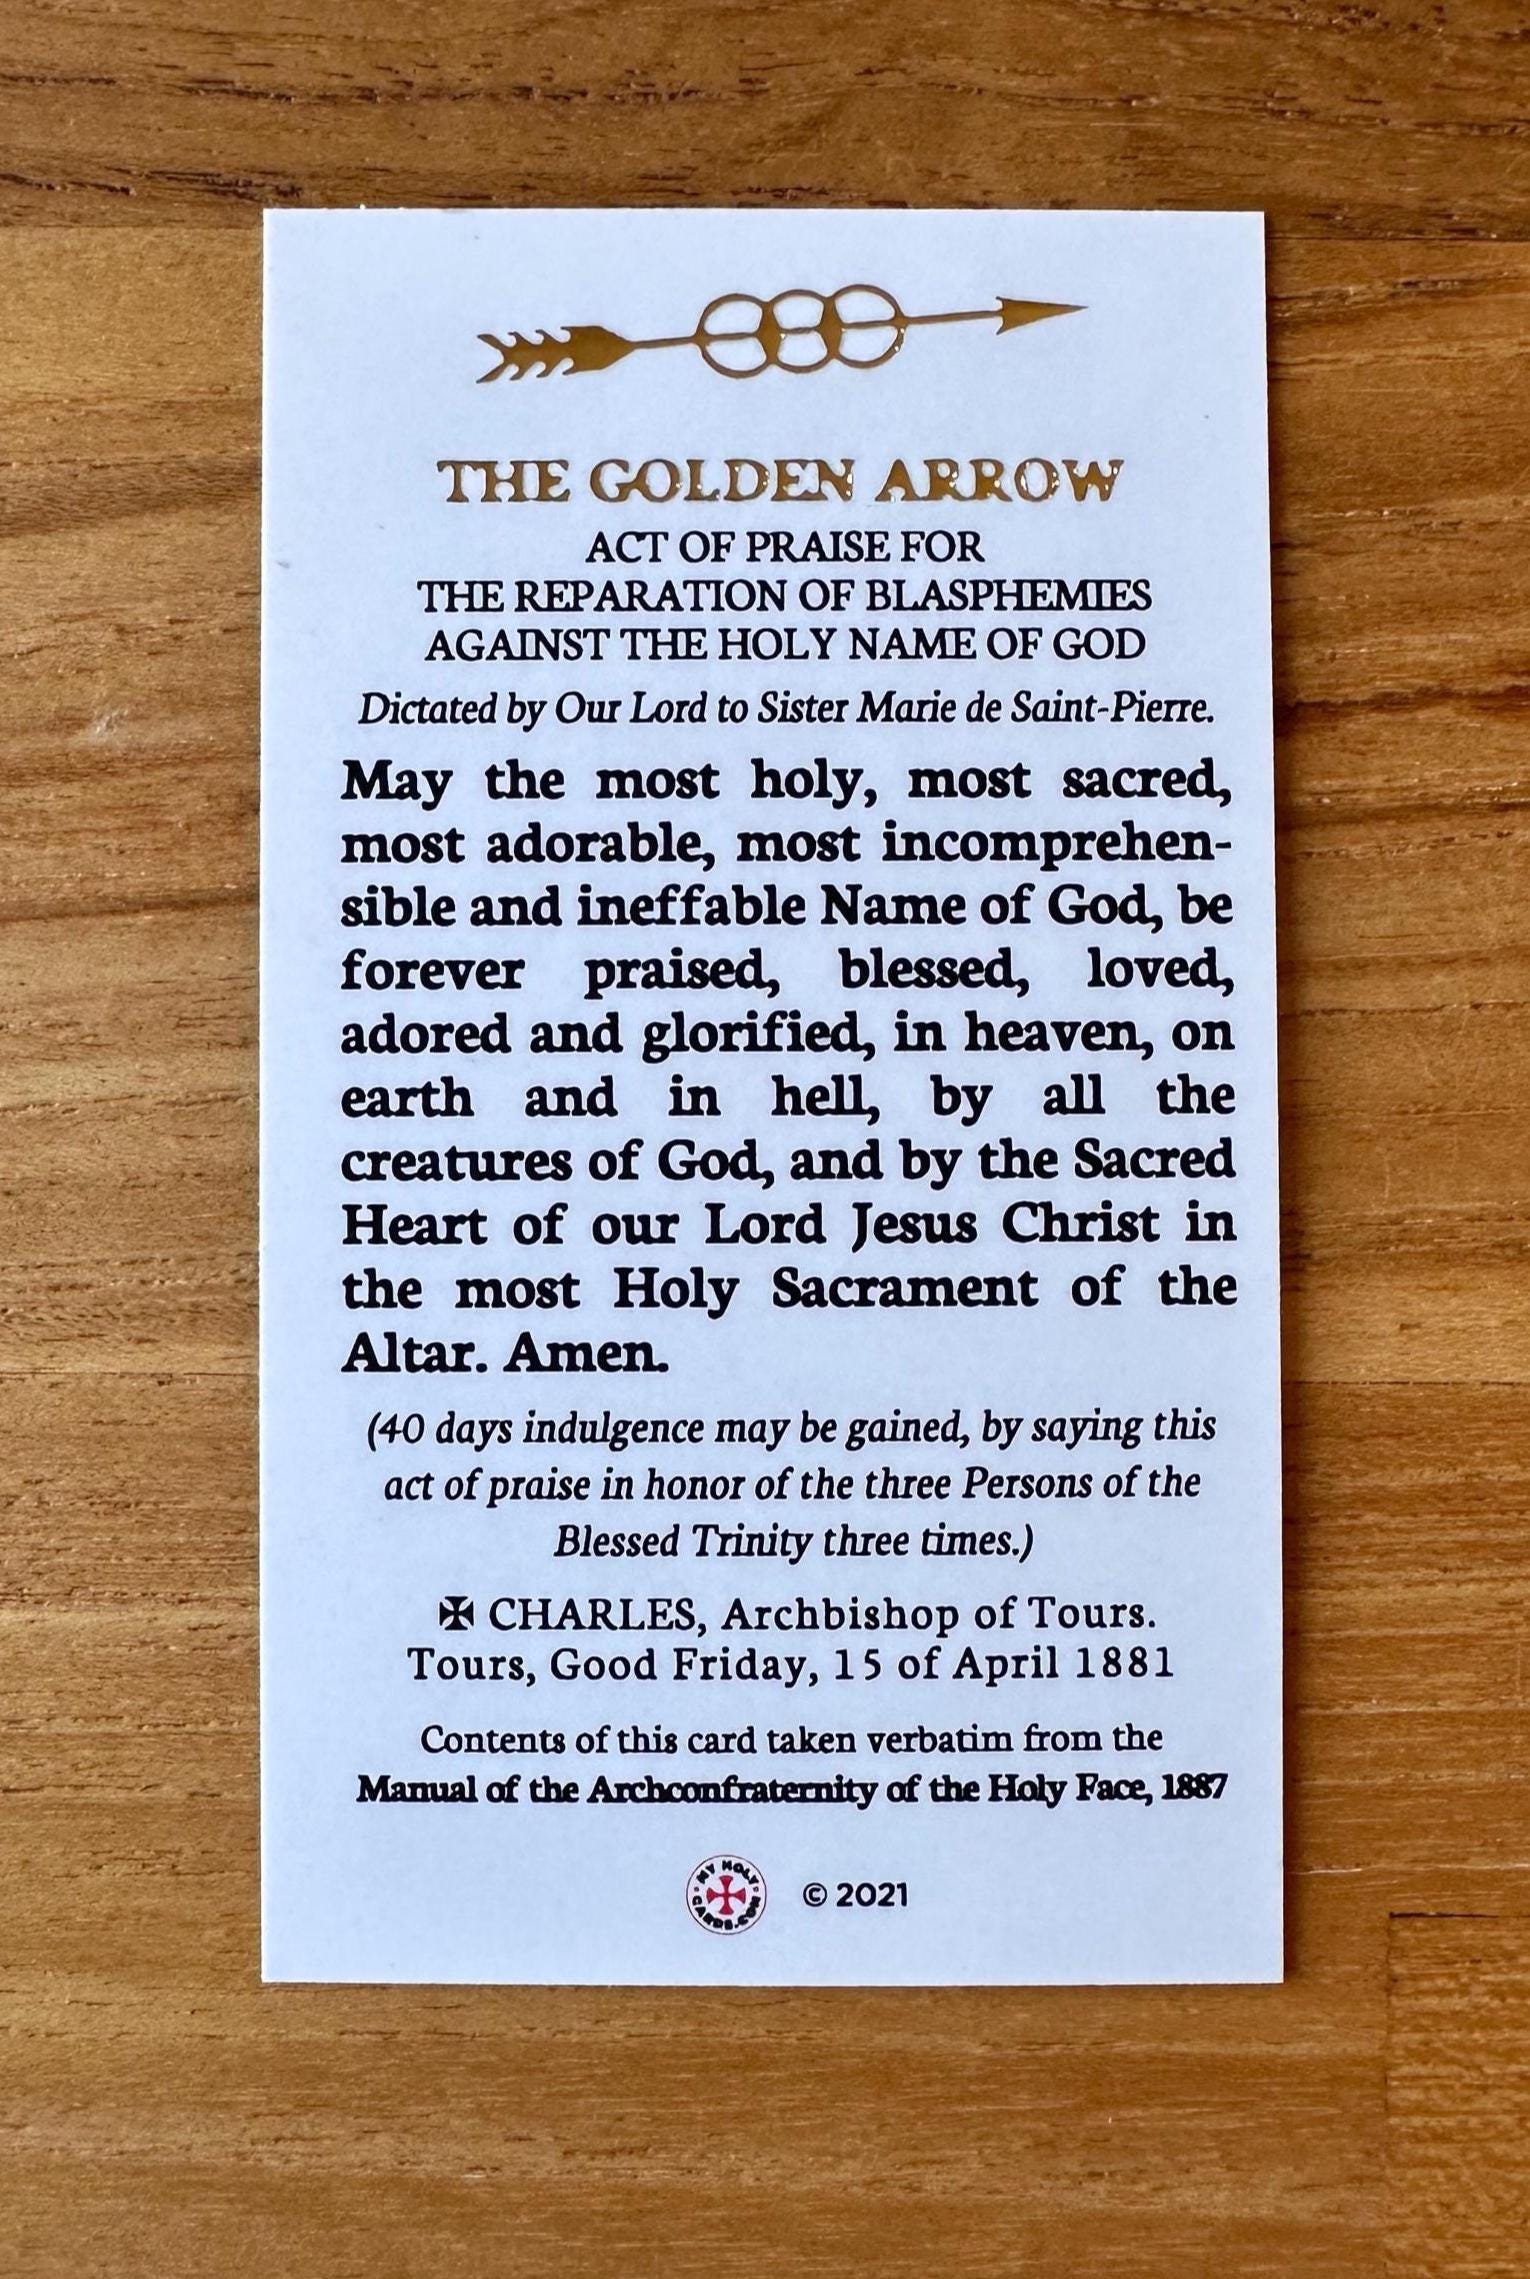 THE GOLDEN ARROW
ACT OF PRAISE FOR
THE REPARATION OF BLASPHEMIES
AGAINST THE HOLY NAME OF GOD
Dictated by Our Lord to Sister Marie de Saint-Pierre.
May the most holy, most sacred,
most adorable, most incomprehen-
sible and ineffable Name of God, be
forever praised, blessed, loved,
adored and glorified, in heaven, on
earth and in hell, by all the
creatures of God, and by the Sacred
Heart of our Lord Jesus Christ in
the most Holy Sacrament of the
Altar. Amen.
(40 days indulgence may be gained, by saying this
act of praise in honor of the three Persons of the
Blessed Trinity three times.)
✠ CHARLES, Archbishop of Tours.
Tours, Good Friday, 15 of April 1881
Contents of this card taken verbatim from the
Manual of the Archconfraternity of the Holy Face, 1887
MY HOLY CARDS.COM
© 2021